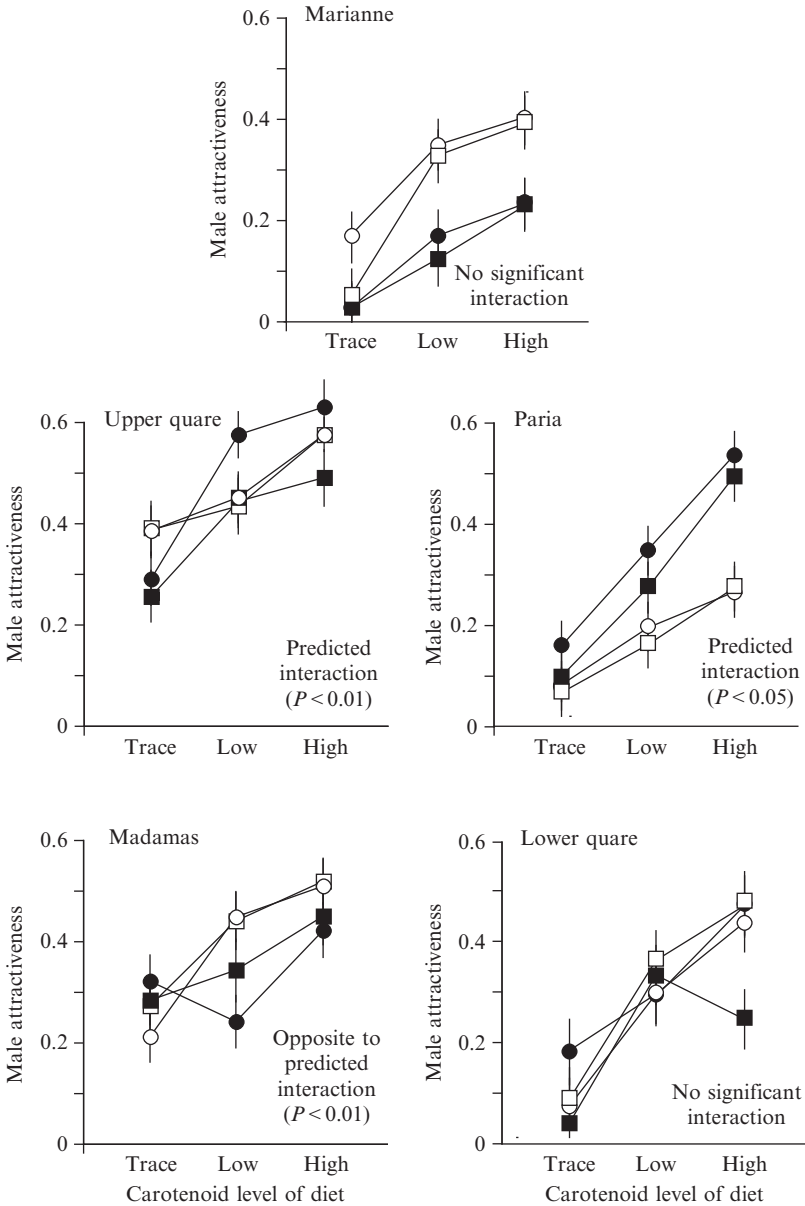 Marianne
0.6
0.4
0.2
0
Male attractiveness
No significant
interaction
Trace Low High
Upper quare
0.6
0.4
0.2
0
Male attractiveness
Predicted
interaction
(P < 0.01)
Trace Low High
Paria
0.6
0.4
0.2
0
Male attractiveness
Predicted
interaction
(P < 0.05)
Trace Low High
Madamas
0.6
0.4
0.2
0
Male attractiveness
Opposite to
predicted
interaction
(P < 0.01)
Trace Low High
Carotenoid level of diet
Lower quare
0.6
0.4
0.2
0
Male attractiveness
No significant
interaction
Trace Low High
Carotenoid level of diet